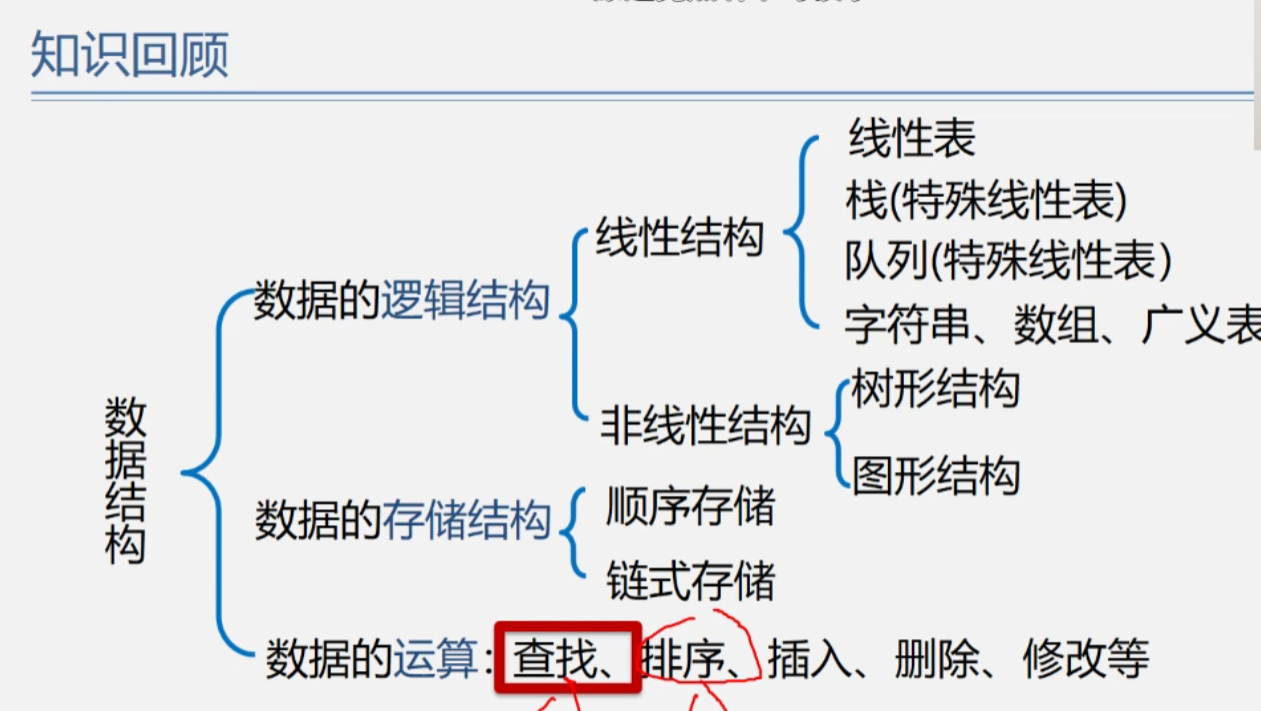 知识回顾
线性表
栈(特殊线性表)
队列(特殊线性表）
线性结构
数据的逻辑结构
字符串、数组、广义表
树形结构
非线性结构
数据结构
图形结构
顺序存储
数据的存储结构
链式存储
数据的运算：查找、排序、插入、删除、修改等